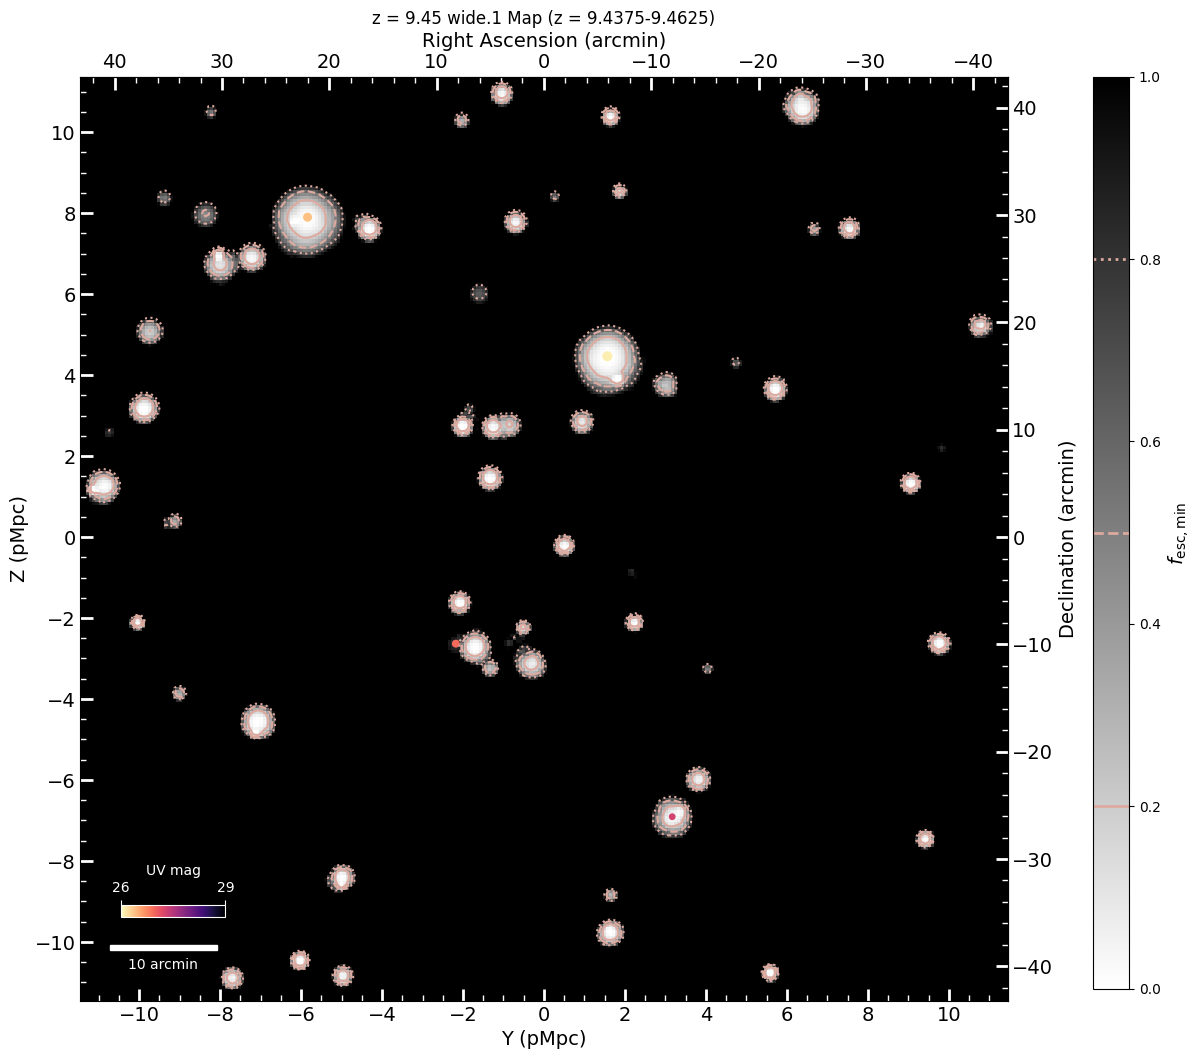 z = 9.45 wide.1 Map (z = 9.4375-9.4625)
Right Ascension (arcmin)
40 30 20 10 0 −10 −20 −30 −40
10
8
6
4
2
0
−2
−4
−6
−8
−10
Z (pMpc)
40
30
20
10
0
−10
−20
−30
−40
Declination (arcmin)
1.0
0.8
0.6
0.4
0.2
0.0
fesc, min
UV mag
26 29
10 arcmin
−10 −8 −6 −4 −2 0 2 4 6 8 10
Y (pMpc)